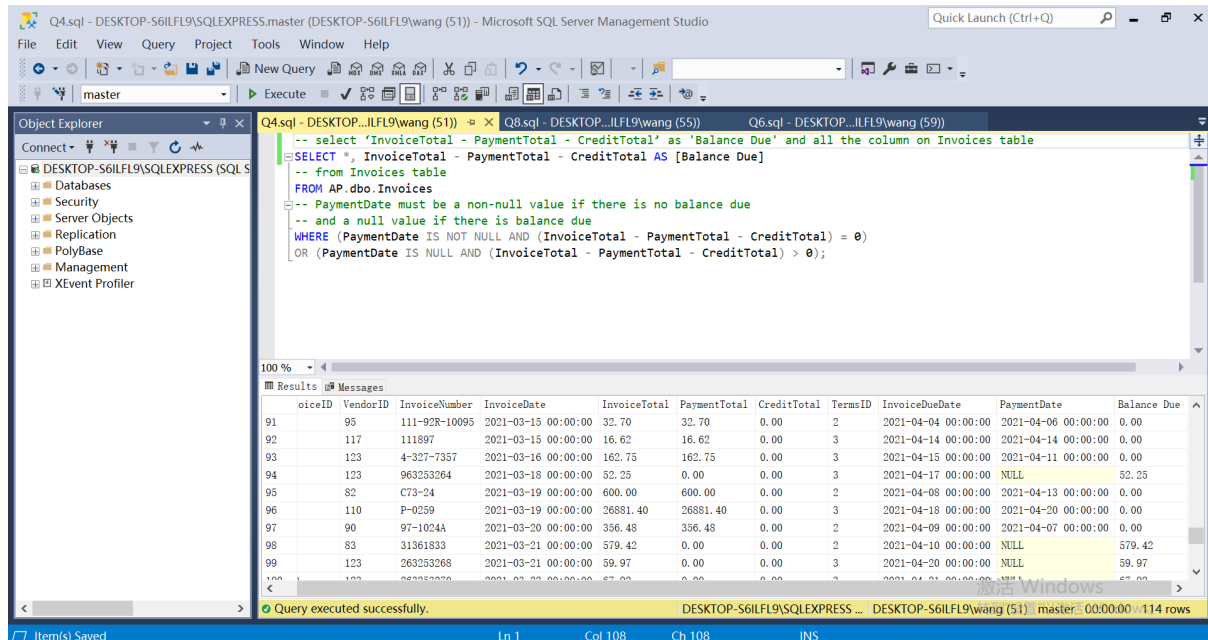 Q4.sql - DESKTOP-S6ILFL9\SQLEXPRESS.master (DESKTOP-S6ILFL9\wang (51)) - Microsoft SQL Server Management Studio
Quick Launch (Ctrl+Q)
File Edit View Query Project Tools Window Help
New Query
master
Execute
Object Explorer
Q4.sql - DESKTOP...ILFL9\wang (51)) Q8.sql - DESKTOP...ILFL9\wang (55)) Q6.sql - DESKTOP...ILFL9\wang (59))
Connect
DESKTOP-S6ILFL9\SQLEXPRESS (SQL S
Databases
Security
Server Objects
Replication
PolyBase
Management
XEvent Profiler
-- select ‘InvoiceTotal - PaymentTotal - CreditTotal’ as 'Balance Due' and all the column on Invoices table
SELECT *, InvoiceTotal - PaymentTotal - CreditTotal AS [Balance Due]
-- from Invoices table
FROM AP.dbo.Invoices
-- PaymentDate must be a non-null value if there is no balance due
-- and a null value if there is balance due
WHERE (PaymentDate IS NOT NULL AND (InvoiceTotal - PaymentTotal - CreditTotal) = 0)
OR (PaymentDate IS NULL AND (InvoiceTotal - PaymentTotal - CreditTotal) > 0);
100 %
Results Messages
oiceID VendorID InvoiceNumber InvoiceDate InvoiceTotal PaymentTotal CreditTotal TermsID InvoiceDueDate PaymentDate Balance Due
91 95 111-92R-10095 2021-03-15 00:00:00 32.70 32.70 0.00 2 2021-04-04 00:00:00 2021-04-06 00:00:00 0.00
92 117 111897 2021-03-15 00:00:00 16.62 16.62 0.00 3 2021-04-14 00:00:00 2021-04-14 00:00:00 0.00
93 123 4-327-7357 2021-03-16 00:00:00 162.75 162.75 0.00 3 2021-04-15 00:00:00 2021-04-11 00:00:00 0.00
94 123 963253264 2021-03-18 00:00:00 52.25 0.00 0.00 3 2021-04-17 00:00:00 NULL 52.25
95 82 C73-24 2021-03-19 00:00:00 600.00 600.00 0.00 2 2021-04-08 00:00:00 2021-04-13 00:00:00 0.00
96 110 P-0259 2021-03-19 00:00:00 26881.40 26881.40 0.00 3 2021-04-18 00:00:00 2021-04-20 00:00:00 0.00
97 90 97-1024A 2021-03-20 00:00:00 356.48 356.48 0.00 2 2021-04-09 00:00:00 2021-04-07 00:00:00 0.00
98 83 31361833 2021-03-21 00:00:00 579.42 0.00 0.00 2 2021-04-10 00:00:00 NULL 579.42
99 123 263253268 2021-03-21 00:00:00 59.97 0.00 0.00 3 2021-04-20 00:00:00 NULL 59.97
激活 Windows
Query executed successfully.
DESKTOP-S6ILFL9\SQLEXPRESS ... DESKTOP-S6ILFL9\wang (51) master 00:00:00 114 rows
Item(s) Saved Ln 1 Col 108 Ch 108 INS